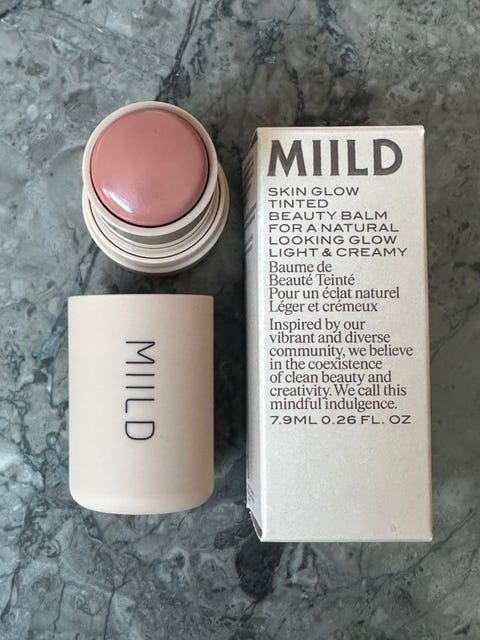 MIILD
SKIN GLOW
TINTED
BEAUTY BALM
FOR A NATURAL
LOOKING GLOW
LIGHT & CREAMY
Baume de
Beauté Teinté
Pour un éclat naturel
Léger et crémeux
Inspired by our
vibrant and diverse
community, we believe
in the coexistence
of clean beauty and
creativity. We call this
mindful indulgence.
7.9ML 0.26 FL. OZ
MIILD